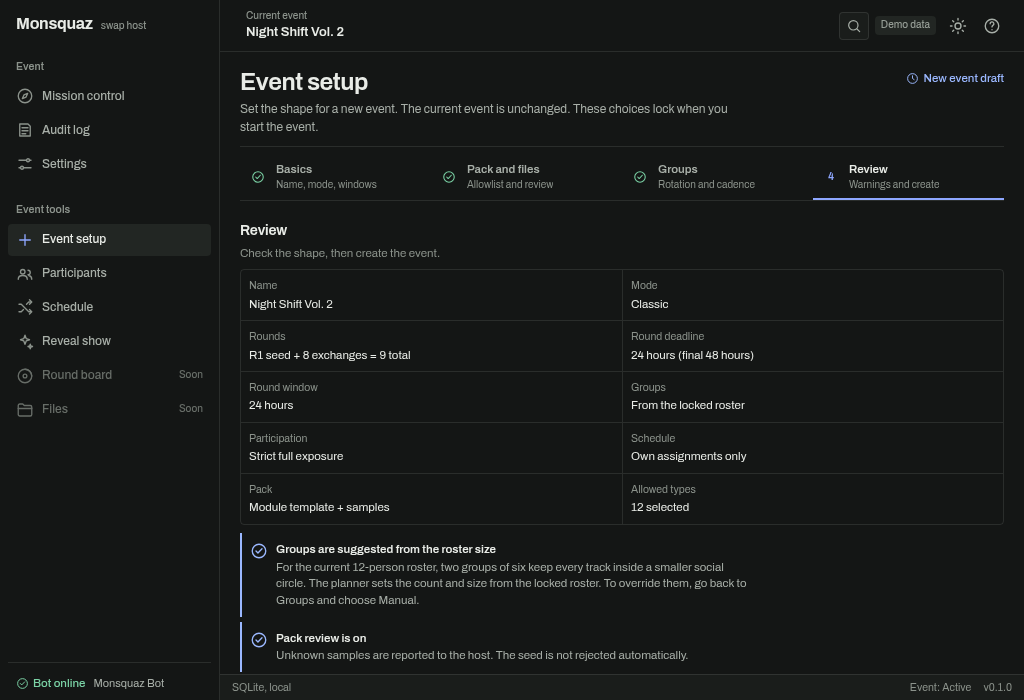 Monsquaz swap host
Event
Mission control
Audit log
Settings
Event tools
Event setup
Participants
Schedule
Reveal show
Round board Soon
Files Soon
Bot online Monsquaz Bot
Current event
Night Shift Vol. 2
Demo data
Event setup
New event draft
Set the shape for a new event. The current event is unchanged. These choices lock when you
start the event.
Basics
Name, mode, windows
Pack and files
Allowlist and review
Groups
Rotation and cadence
4
Review
Warnings and create
Review
Check the shape, then create the event.
Name
Night Shift Vol. 2
Mode
Classic
Rounds
R1 seed + 8 exchanges = 9 total
Round deadline
24 hours (final 48 hours)
Round window
24 hours
Groups
From the locked roster
Participation
Strict full exposure
Schedule
Own assignments only
Pack
Module template + samples
Allowed types
12 selected
Groups are suggested from the roster size
For the current 12-person roster, two groups of six keep every track inside a smaller social
circle. The planner sets the count and size from the locked roster. To override them, go back to
Groups and choose Manual.
Pack review is on
Unknown samples are reported to the host. The seed is not rejected automatically.
SQLite, local
Event: Active v0.1.0